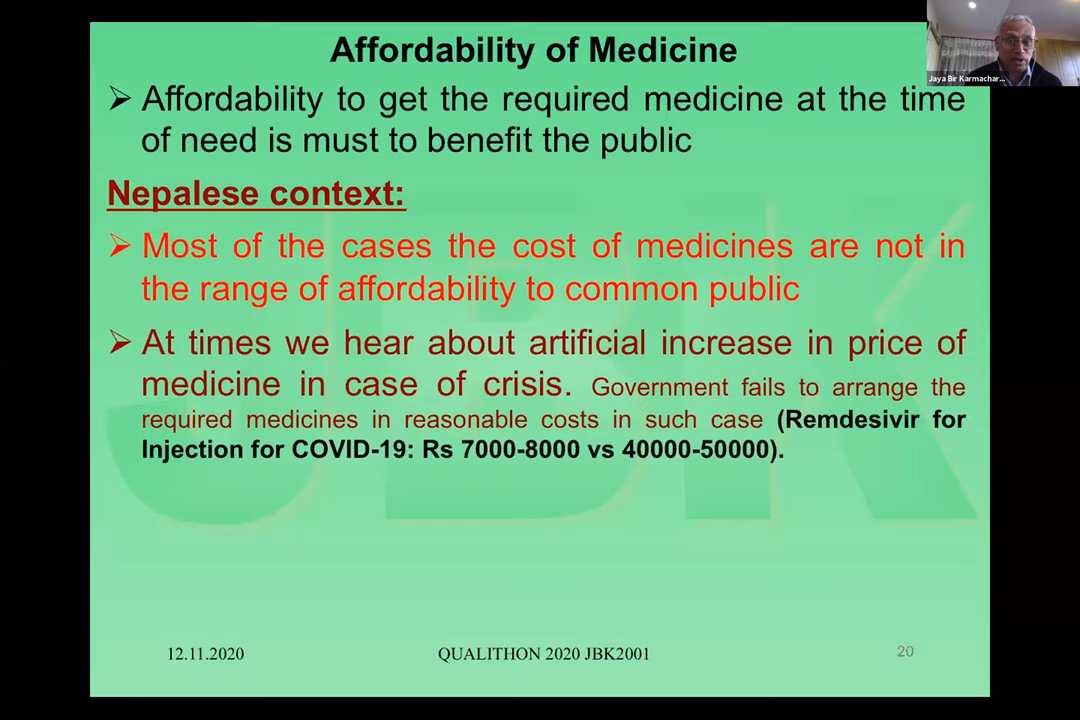 Affordability of Medicine
Jaya Bir Karmachar...
➢ Affordability to get the required medicine at the time
of need is must to benefit the public
Nepalese context:
➢ Most of the cases the cost of medicines are not in
the range of affordability to common public
➢ At times we hear about artificial increase in price of
medicine in case of crisis. Government fails to arrange the
required medicines in reasonable costs in such case (Remdesivir for
Injection for COVID-19: Rs 7000-8000 vs 40000-50000).
JBK
12.11.2020 QUALITHON 2020 JBK2001 20